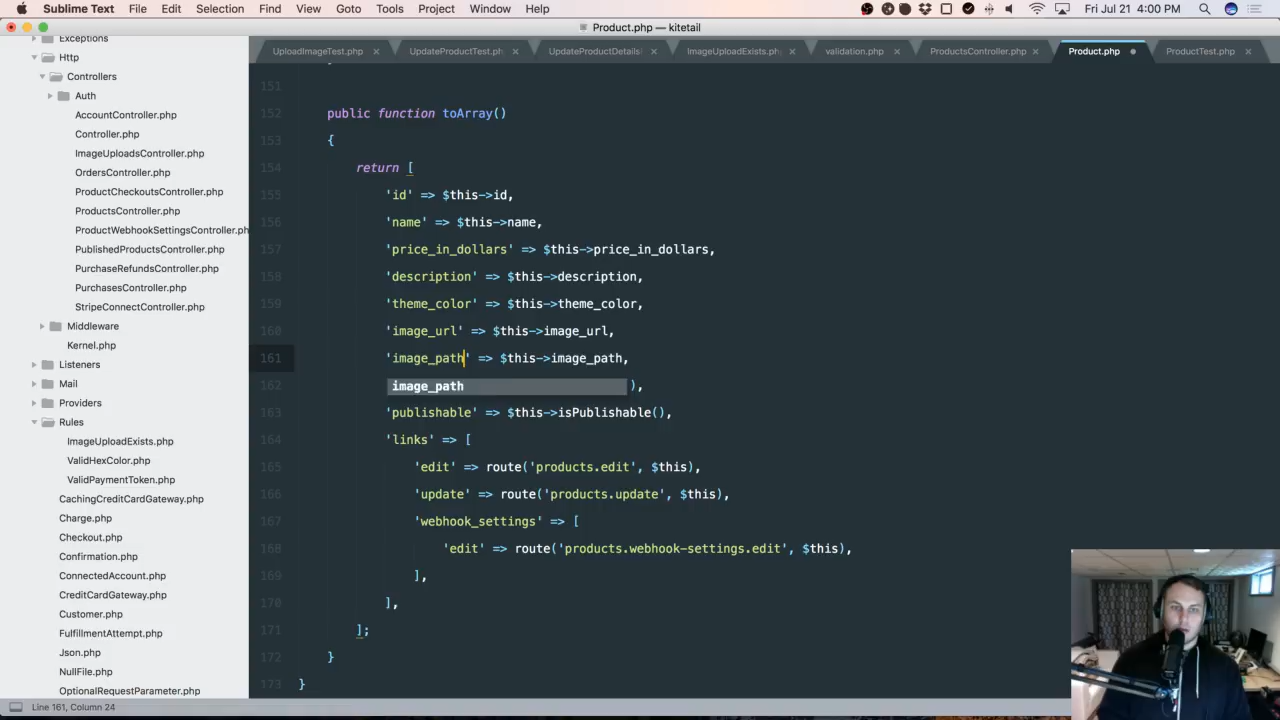 Sublime Text File Edit Selection Find View Goto Tools Project Window Help Fri Jul 21 4:00 PM
Product.php — kitetail
UploadImageTest.php UpdateProductTest.ph UpdateProductDetails ImageUploadExists.php validation.php ProductsController.php Product.php ProductTest.php
Exceptions
Http
Controllers
Auth
AccountController.php
Controller.php
ImageUploadsController.php
OrdersController.php
ProductCheckoutsController.php
ProductsController.php
ProductWebhookSettingsController.ph
PublishedProductsController.php
PurchaseRefundsController.php
PurchasesController.php
StripeConnectController.php
Middleware
Kernel.php
Listeners
Mail
Providers
Rules
ImageUploadExists.php
ValidHexColor.php
ValidPaymentToken.php
CachingCreditCardGateway.php
Charge.php
Checkout.php
Confirmation.php
ConnectedAccount.php
CreditCardGateway.php
Customer.php
FulfillmentAttempt.php
Json.php
NullFile.php
OptionalRequestParameter.php
151
152 public function toArray()
153 {
154 return [
155 'id' => $this->id,
156 'name' => $this->name,
157 'price_in_dollars' => $this->price_in_dollars,
158 'description' => $this->description,
159 'theme_color' => $this->theme_color,
160 'image_url' => $this->image_url,
161 'image_path' => $this->image_path,
162 image_path ),
163 'publishable' => $this->isPublishable(),
164 'links' => [
165 'edit' => route('products.edit', $this),
166 'update' => route('products.update', $this),
167 'webhook_settings' => [
168 'edit' => route('products.webhook-settings.edit', $this),
169 ],
170 ],
171 ];
172 }
173 }
Line 161, Column 24